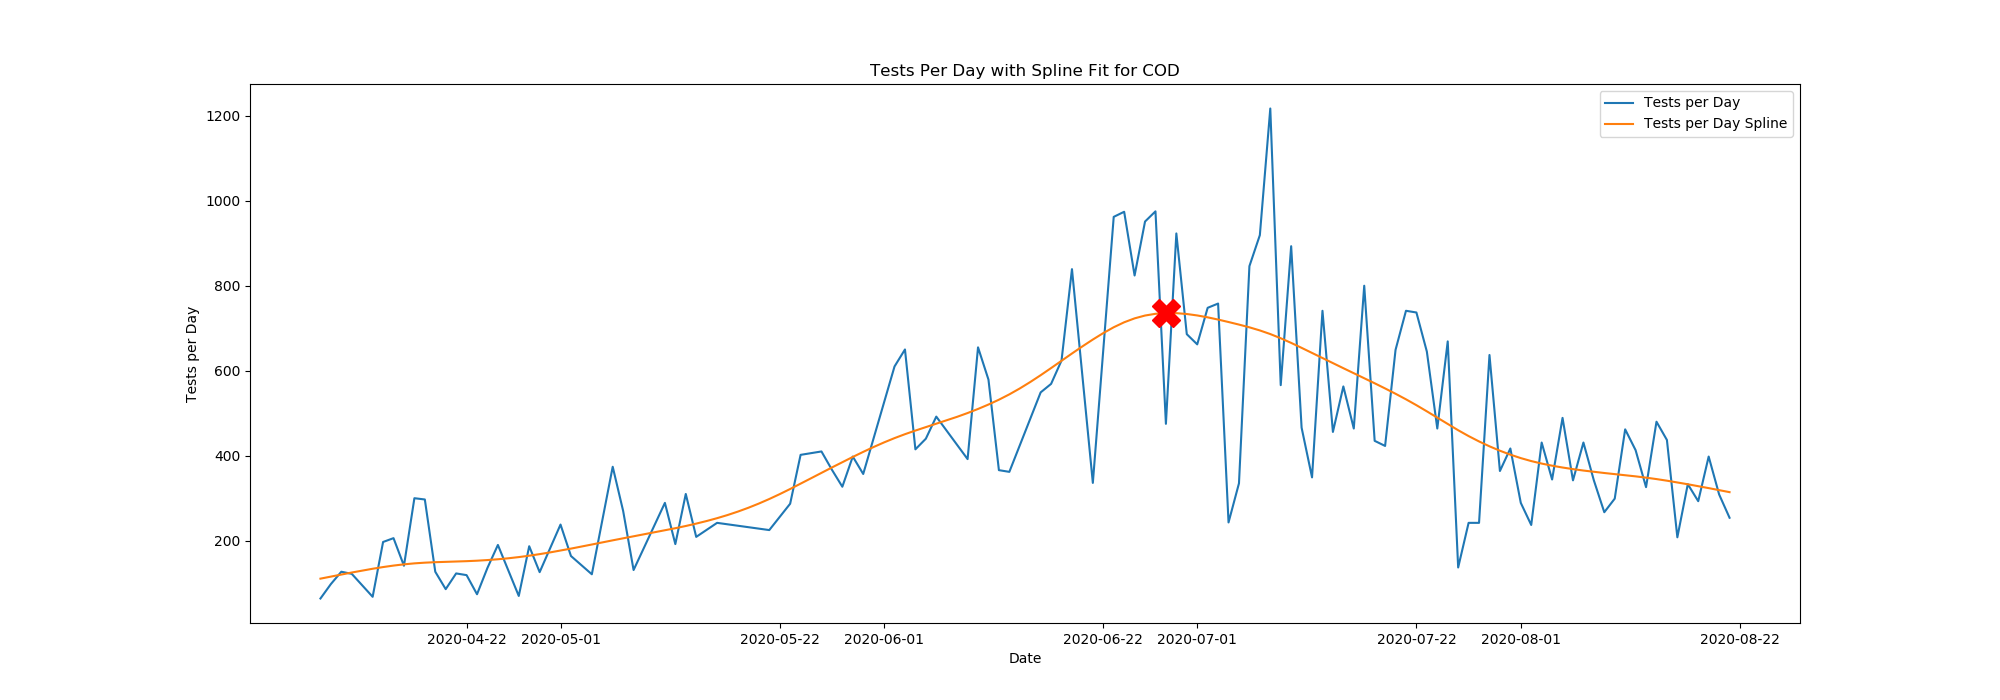 Tests Per Day with Spline Fit for COD
Tests per Day
Tests per Day Spline
1200
1000
800
600
400
200
Tests per Day
2020-04-22 2020-05-01 2020-05-22 2020-06-01 2020-06-22 2020-07-01 2020-07-22 2020-08-01 2020-08-22
Date